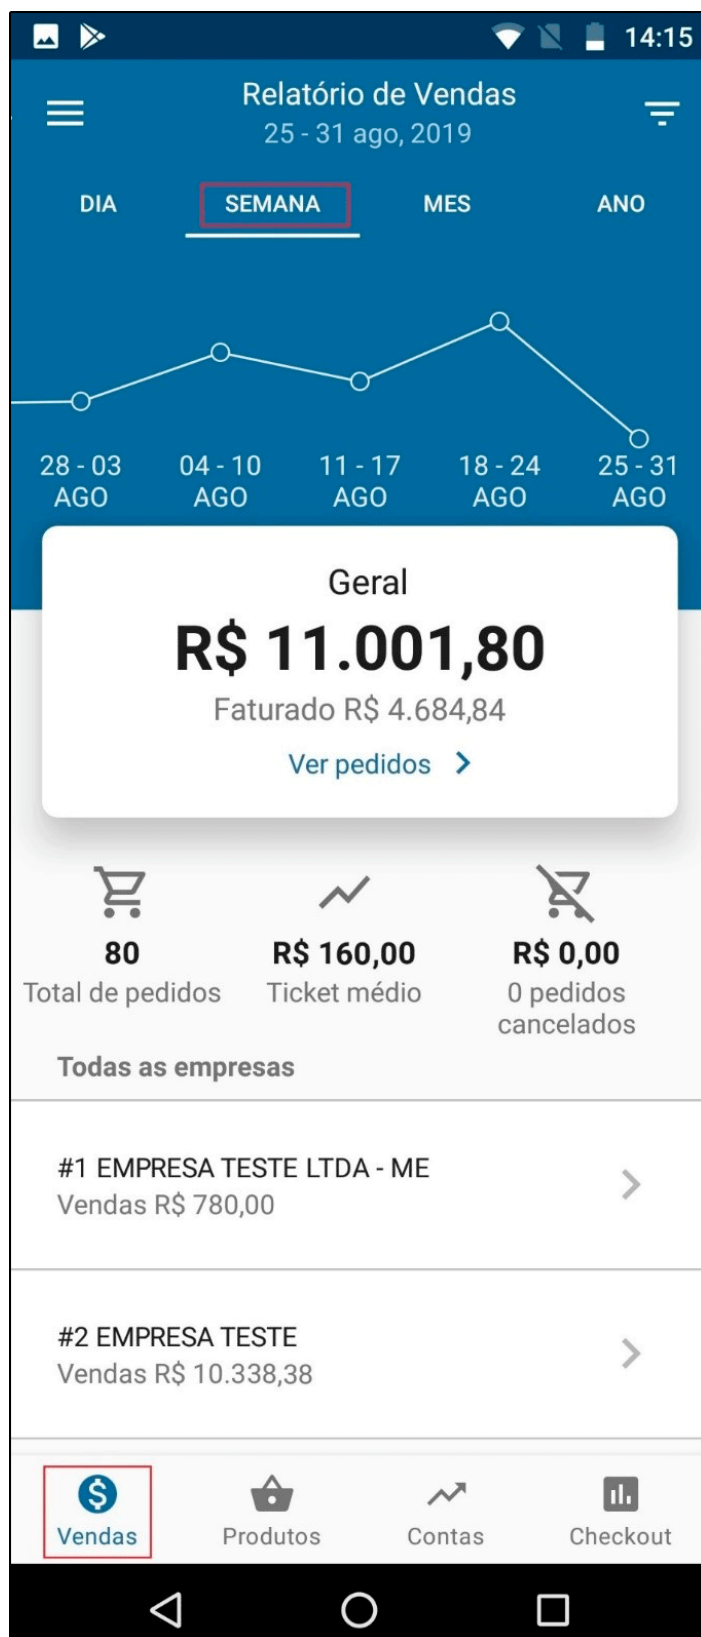 14:15
Relatório de Vendas
25 - 31 ago, 2019
DIA SEMANA MES ANO
28 - 03 04 - 10 11 - 17 18 - 24 25 - 31
AGO AGO AGO AGO AGO
Geral
R$ 11.001,80
Faturado R$ 4.684,84
Ver pedidos
80 R$ 160,00 R$ 0,00
Total de pedidos Ticket médio 0 pedidos
cancelados
Todas as empresas
#1 EMPRESA TESTE LTDA - ME
Vendas R$ 780,00
#2 EMPRESA TESTE
Vendas R$ 10.338,38
Vendas Produtos Contas Checkout